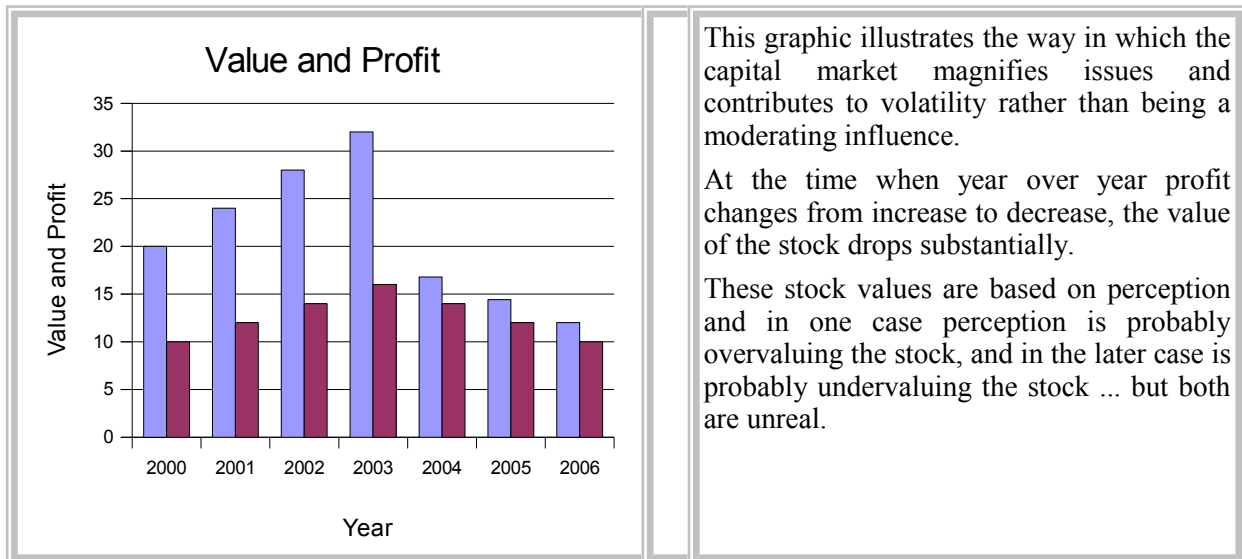 Value and Profit
35
30
25
20
15
10
5
0
Value and Profit
2000 2001 2002 2003 2004 2005 2006
Year
This graphic illustrates the way in which the
capital market magnifies issues and
contributes to volatility rather than being a
moderating influence.
At the time when year over year profit
changes from increase to decrease, the value
of the stock drops substantially.
These stock values are based on perception
and in one case perception is probably
overvaluing the stock, and in the later case is
probably undervaluing the stock ... but both
are unreal.